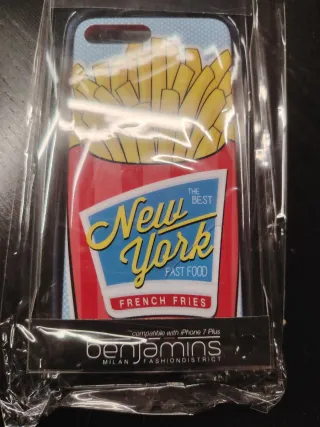 THE
BEST
New
York
FAST FOOD
FRENCH FRIES
compatible with iPhone 7 Plus
benjamins
MILAN FASHIONDISTRICT